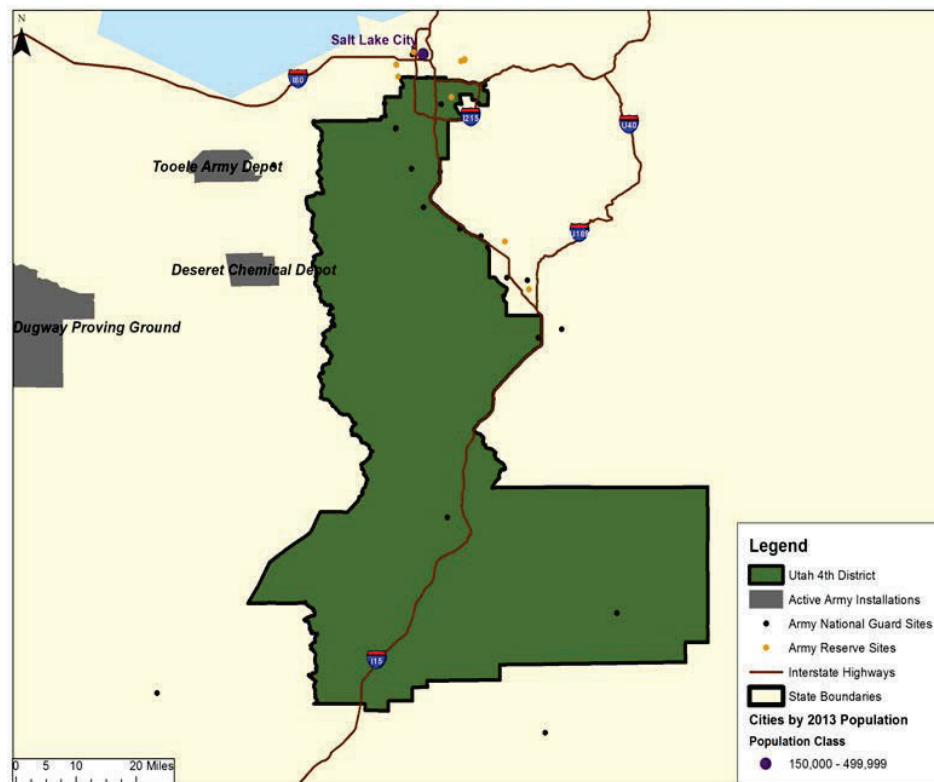 N
Salt Lake City
I80
I215
U40
Tooele Army Depot
U189
Deseret Chemical Depot
Dugway Proving Ground
I15
Legend
Utah 4th District
Active Army Installations
Army National Guard Sites
Army Reserve Sites
Interstate Highways
State Boundaries
Cities by 2013 Population
Population Class
150,000 - 499,999
0 5 10 20 Miles